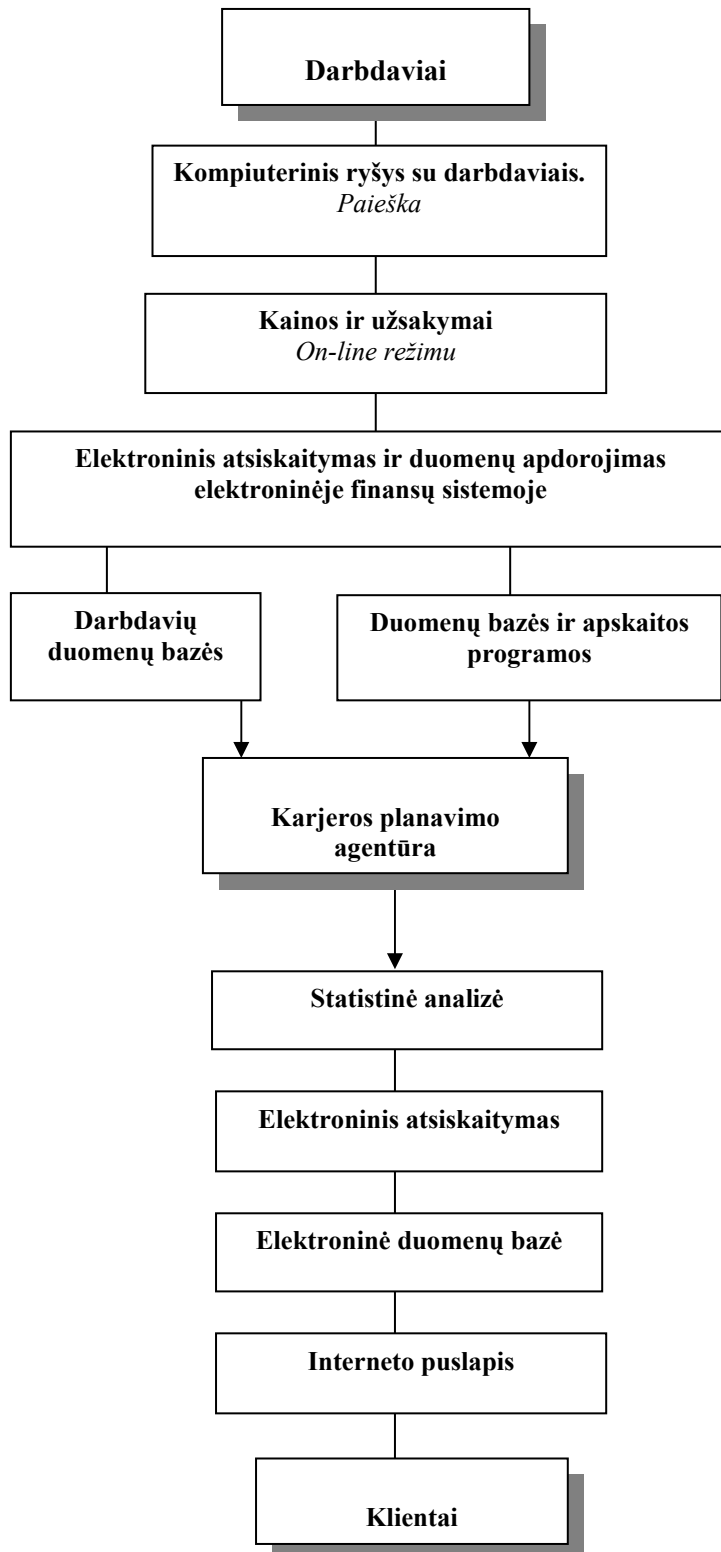 Darbdaviai
Kompiuterinis ryšys su darbdaviais.
Paieška
Kainos ir užsakymai
On-line režimu
Elektroninis atsiskaitymas ir duomenų apdorojimas
elektroninėje finansų sistemoje
Darbdavių
duomenų bazės
Duomenų bazės ir apskaitos
programos
Karjeros planavimo
agentūra
Statistinė analizė
Elektroninis atsiskaitymas
Elektroninė duomenų bazė
Interneto puslapis
Klientai